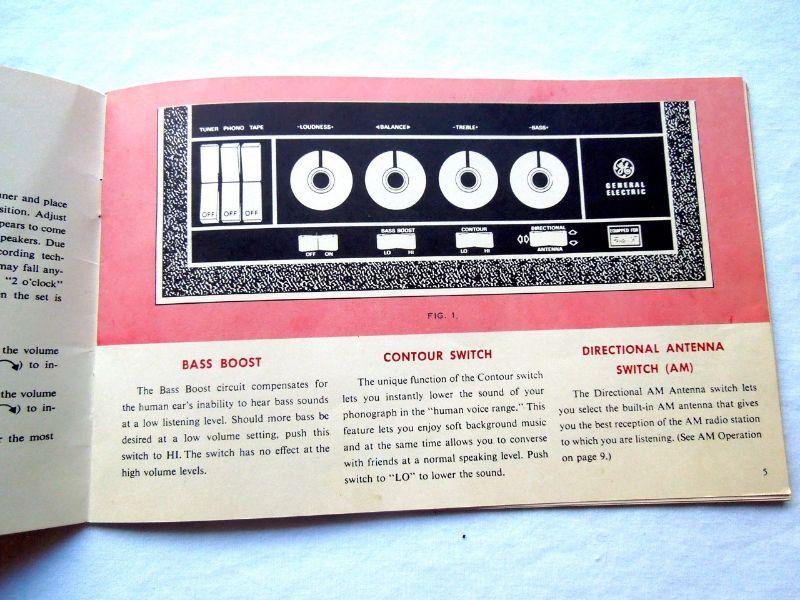 ner and place
sition. Adjust
pears to come
peakers. Due
cording tech-
may fall any-
"2 o'clock"
n the set is
the volume
) to in-
the volume
) to in-
r the most
TUNER PHONO TAPE
-LOUDNESS+
◄BALANCE►
-TREBLE+
-BASS+
OFF OFF OFF
GE
GENERAL
ELECTRIC
OFF ON
BASS BOOST
LO HI
CONTOUR
LO HI
DIRECTIONAL
ANTENNA
EQUIPPED FOR
FIG. 1.
BASS BOOST
The Bass Boost circuit compensates for
the human ear's inability to hear bass sounds
at a low listening level. Should more bass be
desired at a low volume setting, push this
switch to HI. The switch has no effect at the
high volume levels.
CONTOUR SWITCH
The unique function of the Contour switch
lets you instantly lower the sound of your
phonograph in the "human voice range." This
feature lets you enjoy soft background music
and at the same time allows you to converse
with friends at a normal speaking level. Push
switch to "LO" to lower the sound.
DIRECTIONAL ANTENNA
SWITCH (AM)
The Directional AM Antenna switch lets
you select the built-in AM antenna that gives
you the best reception of the AM radio station
to which you are listening. (See AM Operation
on page 9.)
5